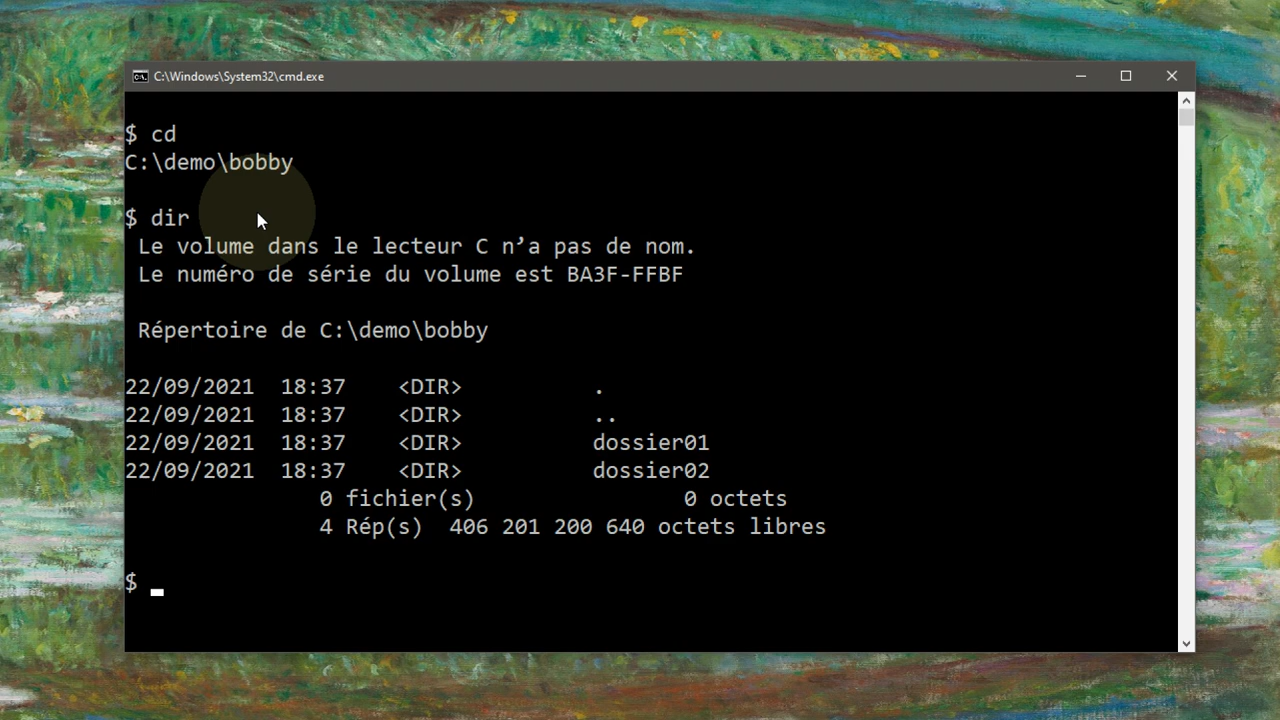 C:\Windows\System32\cmd.exe
$ cd
C:\demo\bobby
$ dir
Le volume dans le lecteur C n’a pas de nom.
Le numéro de série du volume est BA3F-FFBF
Répertoire de C:\demo\bobby
22/09/2021  18:37    <DIR>          .
22/09/2021  18:37    <DIR>          ..
22/09/2021  18:37    <DIR>          dossier01
22/09/2021  18:37    <DIR>          dossier02
0 fichier(s)                0 octets
4 Rép(s)  406 201 200 640 octets libres
$